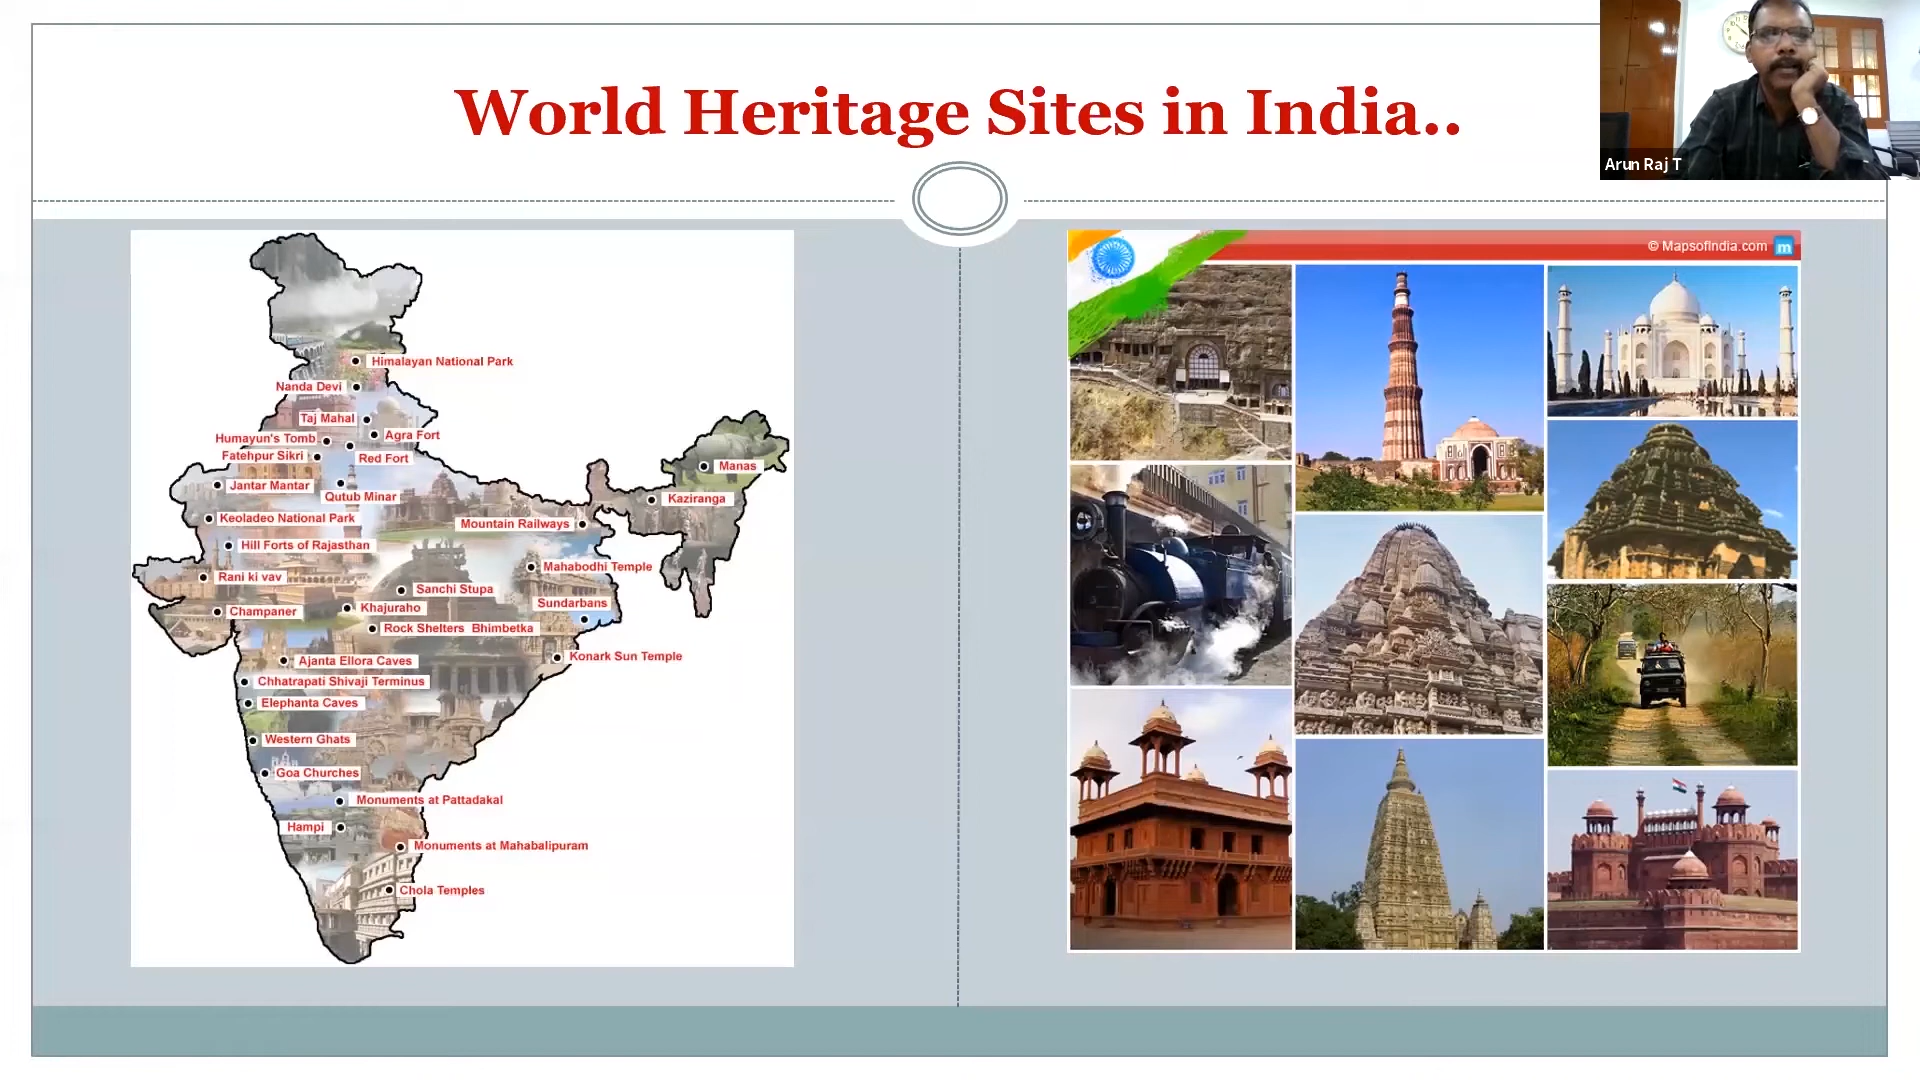 World Heritage Sites in India..
Arun Raj T
© MapsofIndia.com m
Himalayan National Park
Nanda Devi
Taj Mahal
Agra Fort
Humayun's Tomb
Fatehpur Sikri
Red Fort
Manas
Jantar Mantar
Qutub Minar
Kaziranga
Keoladeo National Park
Mountain Railways
Hill Forts of Rajasthan
Mahabodhi Temple
Rani ki vav
Sanchi Stupa
Sundarbans
Champaner
Khajuraho
Rock Shelters Bhimbetka
Konark Sun Temple
Ajanta Ellora Caves
Chhatrapati Shivaji Terminus
Elephanta Caves
Western Ghats
Goa Churches
Monuments at Pattadakal
Hampi
Monuments at Mahabalipuram
Chola Temples